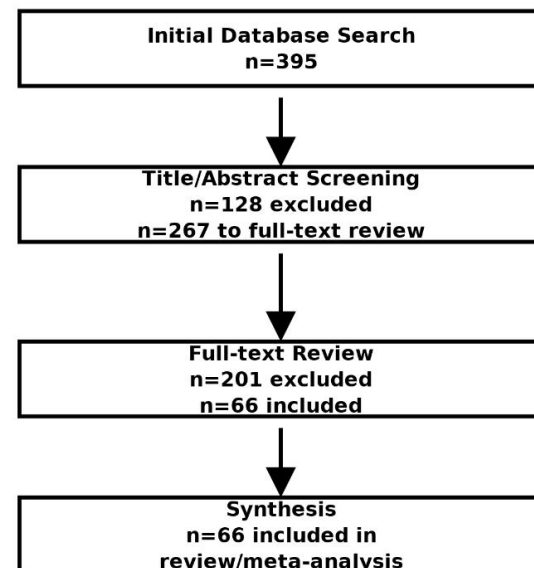 Initial Database Search
n=395
Title/Abstract Screening
n=128 excluded
n=267 to full-text review
Full-text Review
n=201 excluded
n=66 included
Synthesis
n=66 included in
review/meta-analysis